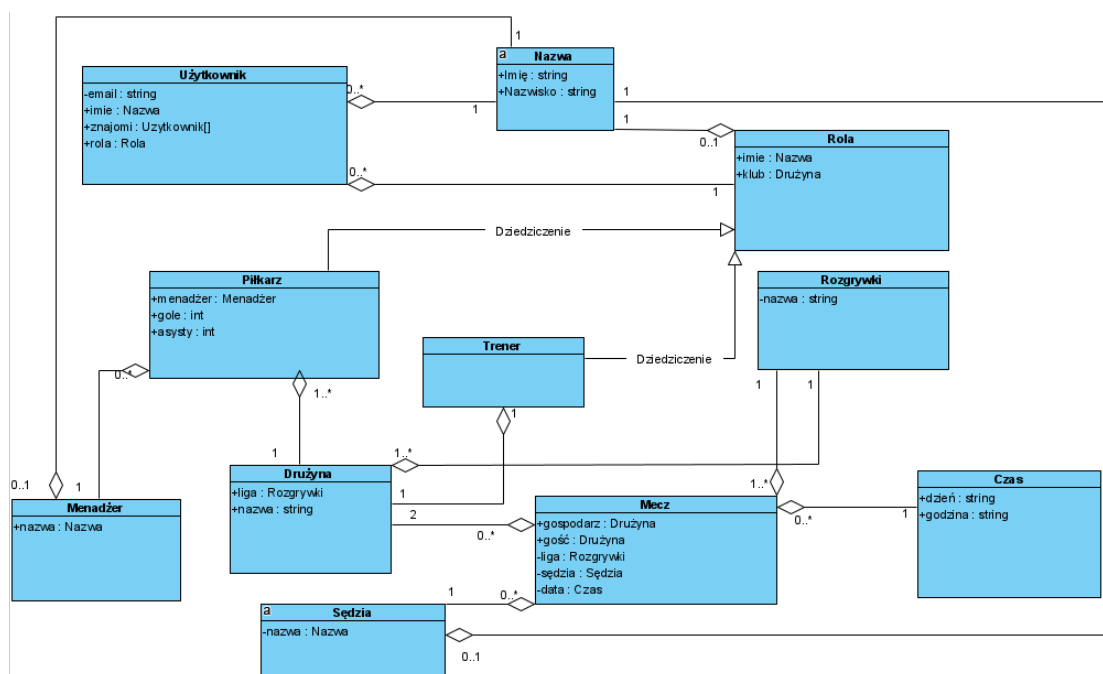 1
a
Nazwa
+Imię : string
+Nazwisko : string
Użytkownik
-email : string
+imie : Nazwa
+znajomi : Uzytkownik[]
+rola : Rola
0..*
1
1
1
0..1
Rola
+imie : Nazwa
+klub : Drużyna
0..*
1
Dziedziczenie
Piłkarz
+menadżer : Menadżer
+gole : int
+asysty : int
Rozgrywki
-nazwa : string
Trener
Dziedziczenie
0..*
1..*
1
1
1
1
1..*
Drużyna
+liga : Rozgrywki
+nazwa : string
0..1
1
Menadżer
+nazwa : Nazwa
1
2
0..*
1..*
Mecz
+gospodarz : Drużyna
+gość : Drużyna
-liga : Rozgrywki
-sędzia : Sędzia
-data : Czas
0..*
1
Czas
+dzień : string
+godzina : string
1
0..*
a
Sędzia
-nazwa : Nazwa
0..1